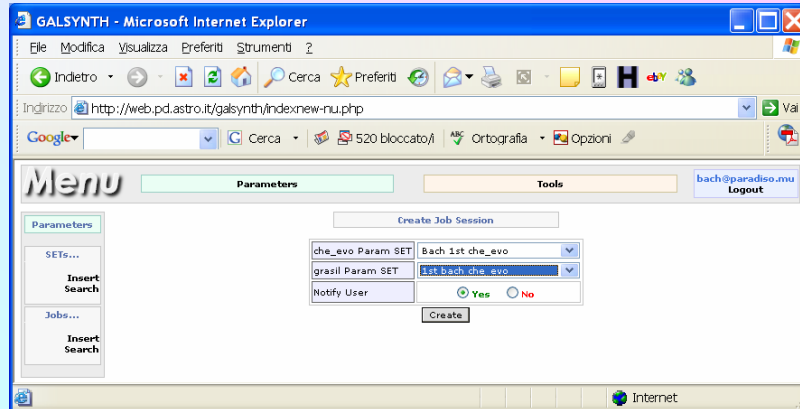 GALSYNTH - Microsoft Internet Explorer
File Modifica Visualizza Preferiti Strumenti ?
Indietro Cerca Preferiti H ebY
Indirizzo http://web.pd.astro.it/galsynth/indexnew-nu.php Vai
Google G Cerca 520 bloccato/i ABC Ortografia Opzioni
Menu Parameters Tools bach@paradiso.mu
Logout
Parameters
Create Job Session
SETs...
Insert
Search
Jobs...
Insert
Search
che_evo Param SET Bach 1st che_evo
grasil Param SET 1st bach che_evo
Notify User Yes No
Create
Internet